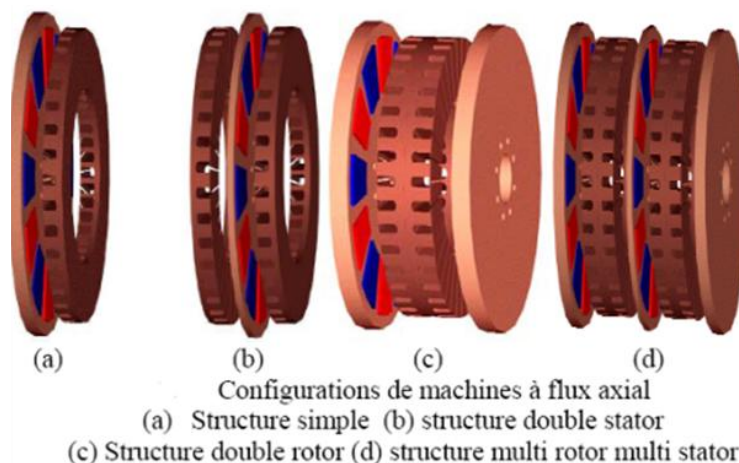 (a) (b) (c) (d)
Configurations de machines à flux axial
(a) Structure simple (b) structure double stator
(c) Structure double rotor (d) structure multi rotor multi stator